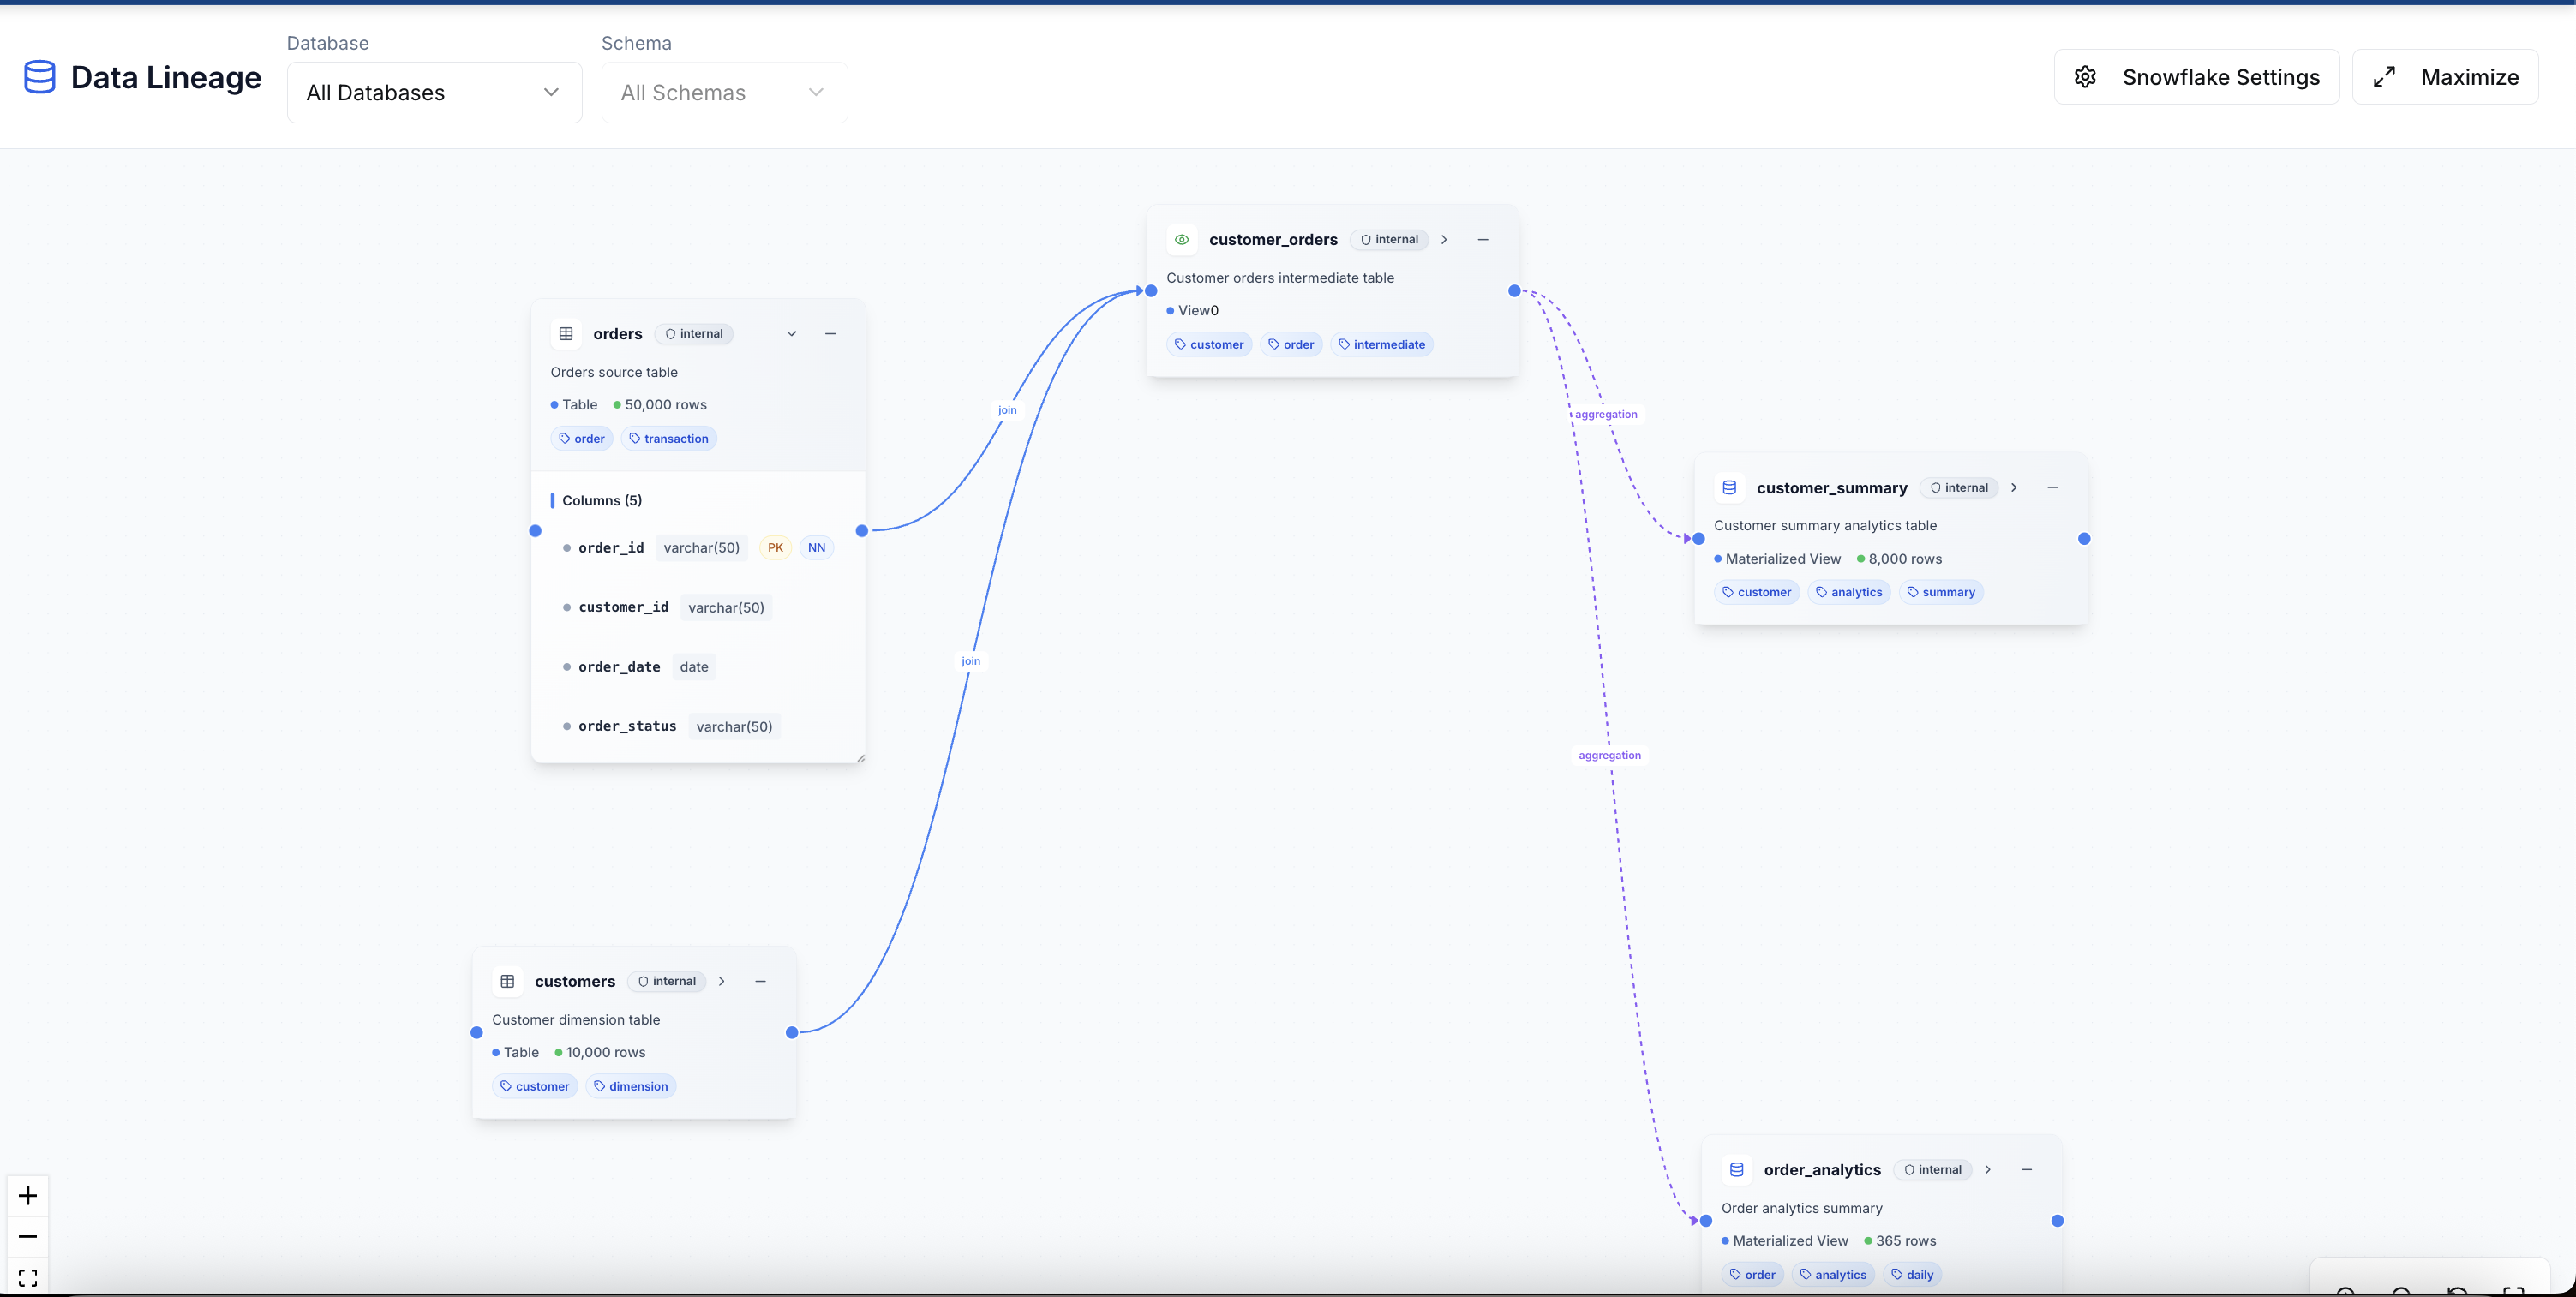 Data Lineage
Database
All Databases
Schema
All Schemas
Snowflake Settings
Maximize
customer_orders internal
Customer orders intermediate table
View0
customer order intermediate
orders internal
Orders source table
Table 50,000 rows
order transaction
Columns (5)
order_id varchar(50) PK NN
customer_id varchar(50)
order_date date
order_status varchar(50)
join
join
aggregation
aggregation
customer_summary internal
Customer summary analytics table
Materialized View 8,000 rows
customer analytics summary
customers internal
Customer dimension table
Table 10,000 rows
customer dimension
order_analytics internal
Order analytics summary
Materialized View 365 rows
order analytics daily